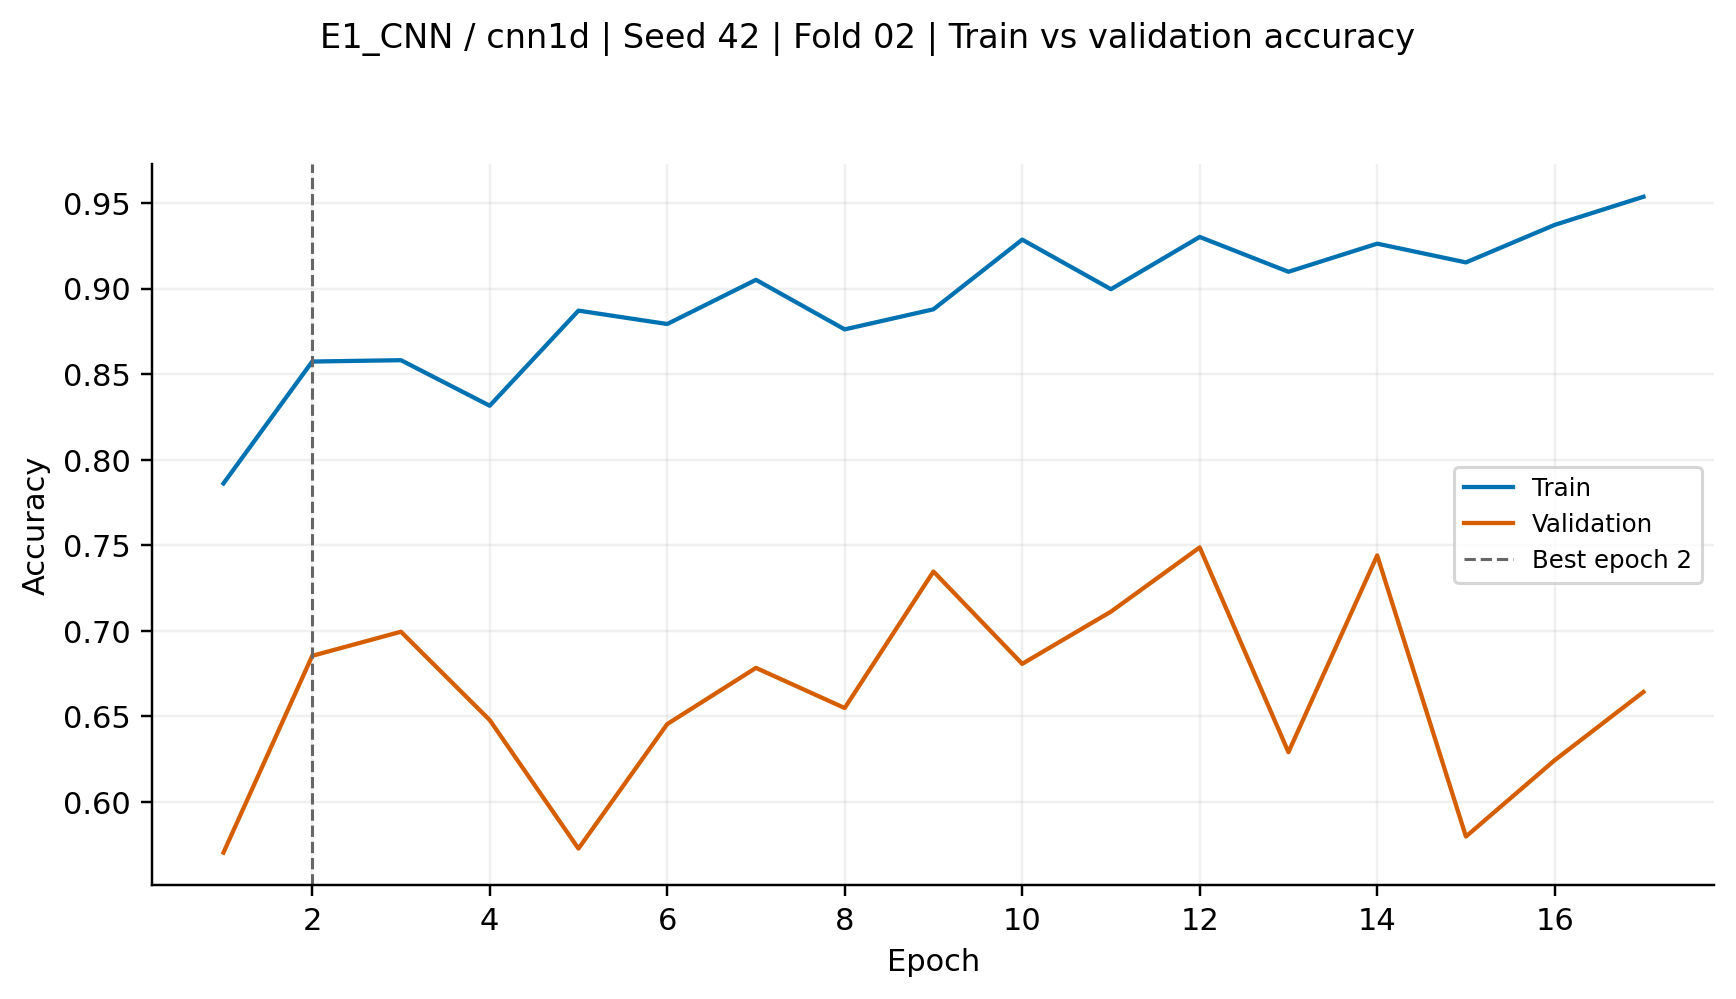 E1_CNN / cnn1d | Seed 42 | Fold 02 | Train vs validation accuracy
0.95
0.90
0.85
0.80
0.75
0.70
0.65
0.60
Accuracy
Train
Validation
Best epoch 2
2 4 6 8 10 12 14 16
Epoch